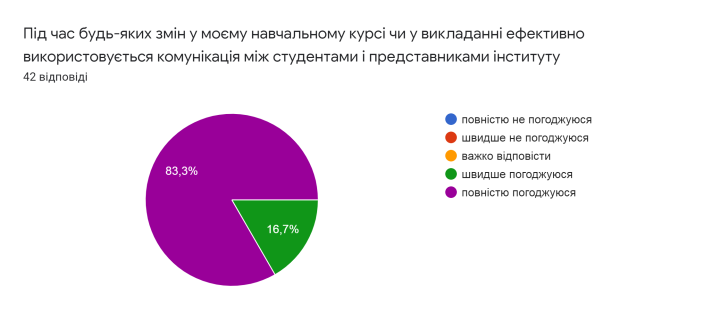 Під час будь-яких змін у моєму навчальному курсі чи у викладанні ефективно
використовується комунікація між студентами і представниками інституту
42 відповіді
повністю не погоджуюся
швидше не погоджуюся
важко відповісти
швидше погоджуюся
повністю погоджуюся
83,3%
16,7%